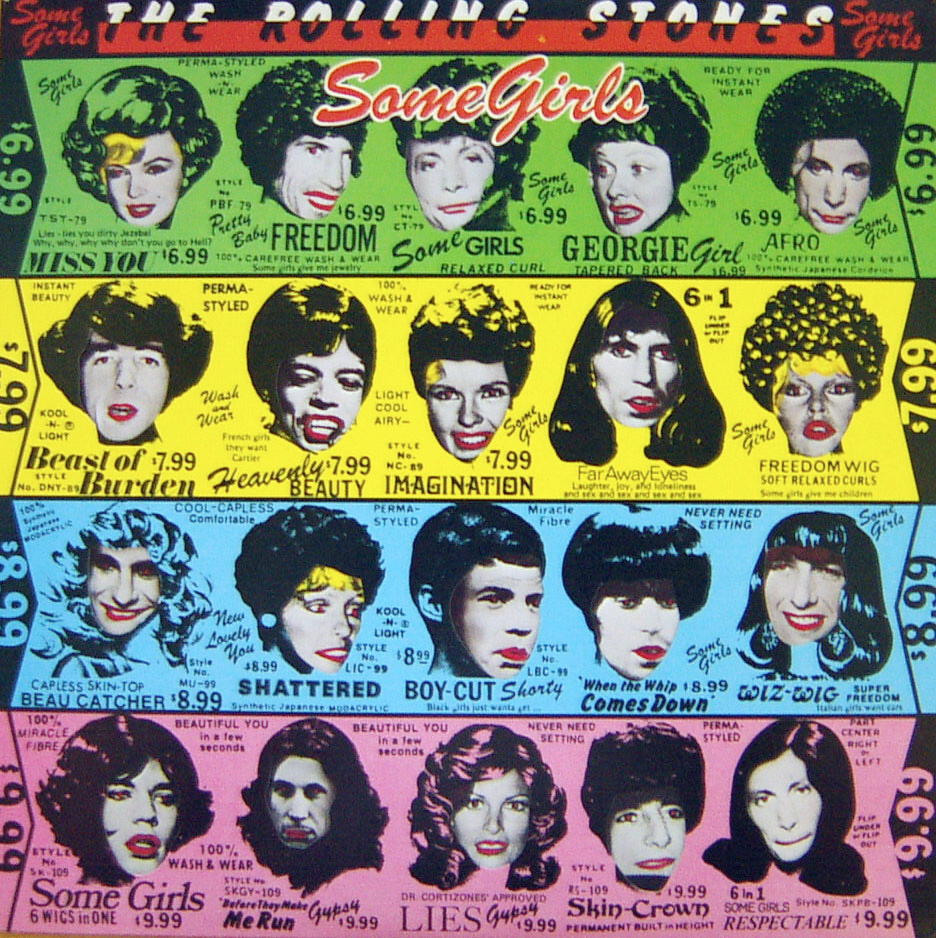 Some Girls
THE ROLLING STONES
Some Girls
Some Girls
$6.99
Some Girls
PERMA-STYLED
WASH
-N-
WEAR
READY FOR
INSTANT
WEAR
$6.99
STYLE
No
TST-79
Lies - lies you dirty Jezebel
Why, why, why why don't you go to Hell?
MISS YOU $6.99
STYLE
No
PBF 79
Pretty
Baby
$6.99
FREEDOM
100% CAREFREE WASH & WEAR
Some girls give me jewelry
STYL
No
CT-79
Some Girls
$6.99
Some GIRLS
RELAXED CURL
STYLE
No
TS-79
GEORGIE Girl
TAPERED BACK $6.99
Some Girls
$6.99
Some Girls
AFRO
100% CAREFREE WASH & WEAR
Synthetic Japanese Cordelon
$7.99
INSTANT
BEAUTY
KOOL
-N-®
LIGHT
Beast of $7.99
STYLE
No. DNY-89
Burden
PERMA-
STYLED
Wash
and
Wear
French girls
they want
Cartier
Heavenly $7.99
BEAUTY
100%
WASH &
WEAR
LIGHT
COOL
AIRY-
STYLE
No.
NC-89
READY FOR
INSTANT
WEAR
Some Girls
$7.99
IMAGINATION
6 IN 1
FLIP
UNDER
or FLIP
OUT
Far Away Eyes
Laughter, joy, and loneliness
and sex and sex and sex and sex
Some Girls
FREEDOM WIG
SOFT RELAXED CURLS
Some girls give me children
$7.99
$8.99
100%
Synthetic
Japanese
MODACRYLIC
COOL-CAPLESS
Comfortable
Style
No.
MU-99
CAPLESS SKIN-TOP
BEAU CATCHER $8.99
New
Lovely
You
$8.99
PERMA-
STYLED
KOOL
-N-®
LIGHT
STYLE
No.
LIC-99
SHATTERED
Synthetic Japanese MODACRYLIC
Miracle
Fibre
$8.99
STYLE
No.
LBC-99
BOY-CUT Shorty
Black girls just wanta get ...
NEVER NEED
SETTING
Some Girls
"When the Whip $8.99
Comes Down"
Some Girls
WIZ-WIG
SUPER
FREEDOM
Italian girls want cars
$8.99
$9.99
100%
MIRACLE
FIBRE
STYLE
No
SK-109
Some Girls
6 WIGS in ONE $9.99
BEAUTIFUL YOU
in a few
seconds
100%
WASH & WEAR
STYLE No
SKGY-109
"Before They Make
Me Run Gypsy
$9.99
BEAUTIFUL YOU
in a few
seconds
DR. CORTIZONES' APPROVED
LIES Gypsy
$9.99
NEVER NEED
SETTING
STYLE
No
RS-109
$9.99
Skin-Crown
PERMANENT BUILT in HEIGHT
PERMA-
STYLED
PART
CENTER
RIGHT
or
LEFT
FLIP
UNDER
or FLIP
OUT
6 in 1
SOME GIRLS
Style No. SKPB-109
RESPECTABLE $9.99
$9.99